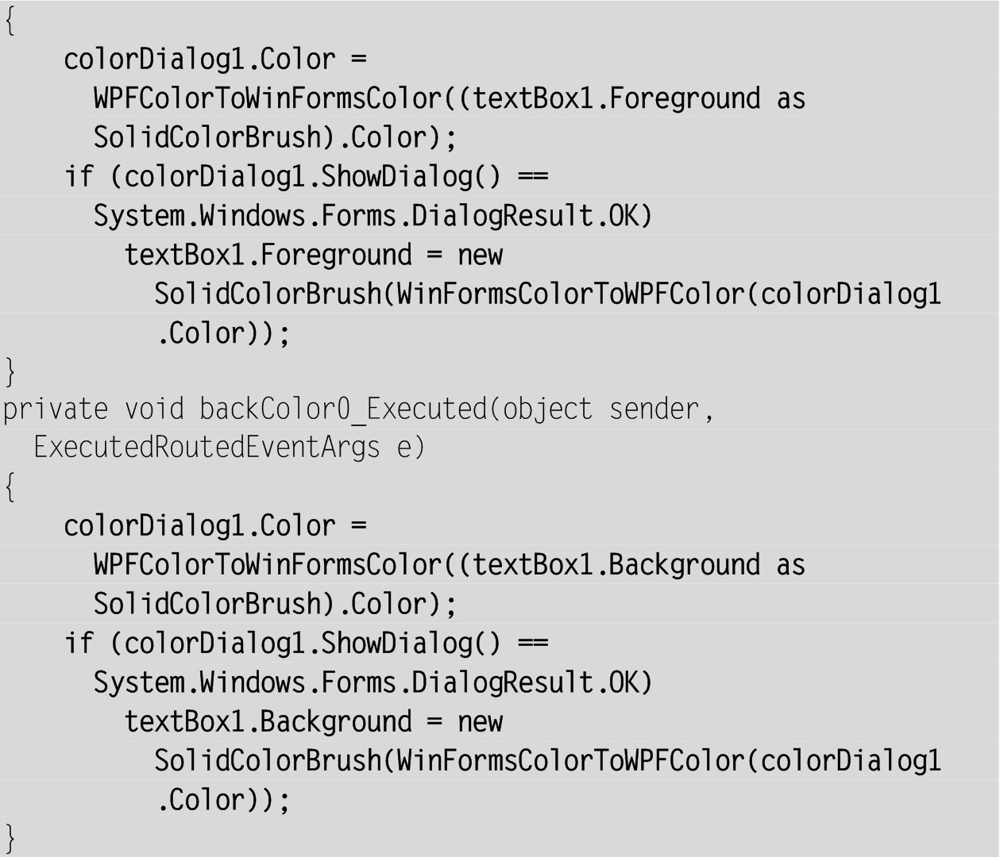 {
    colorDialog1.Color =
      WPFColorToWinFormsColor((textBox1.Foreground as
      SolidColorBrush).Color);
    if (colorDialog1.ShowDialog() ==
      System.Windows.Forms.DialogResult.OK)
        textBox1.Foreground = new
          SolidColorBrush(WinFormsColorToWPFColor(colorDialog1
          .Color));
}
private void backColor0_Executed(object sender,
  ExecutedRoutedEventArgs e)
{
    colorDialog1.Color =
      WPFColorToWinFormsColor((textBox1.Background as
      SolidColorBrush).Color);
    if (colorDialog1.ShowDialog() ==
      System.Windows.Forms.DialogResult.OK)
        textBox1.Background = new
          SolidColorBrush(WinFormsColorToWPFColor(colorDialog1
          .Color));
}